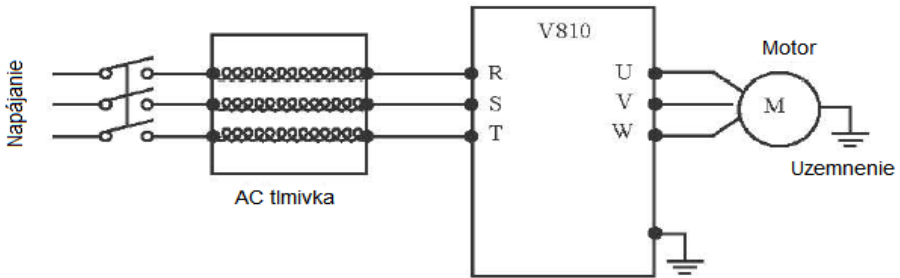 Napájanie
AC tlmivka
V810
R
S
T
U
V
W
Motor
M
Uzemnenie